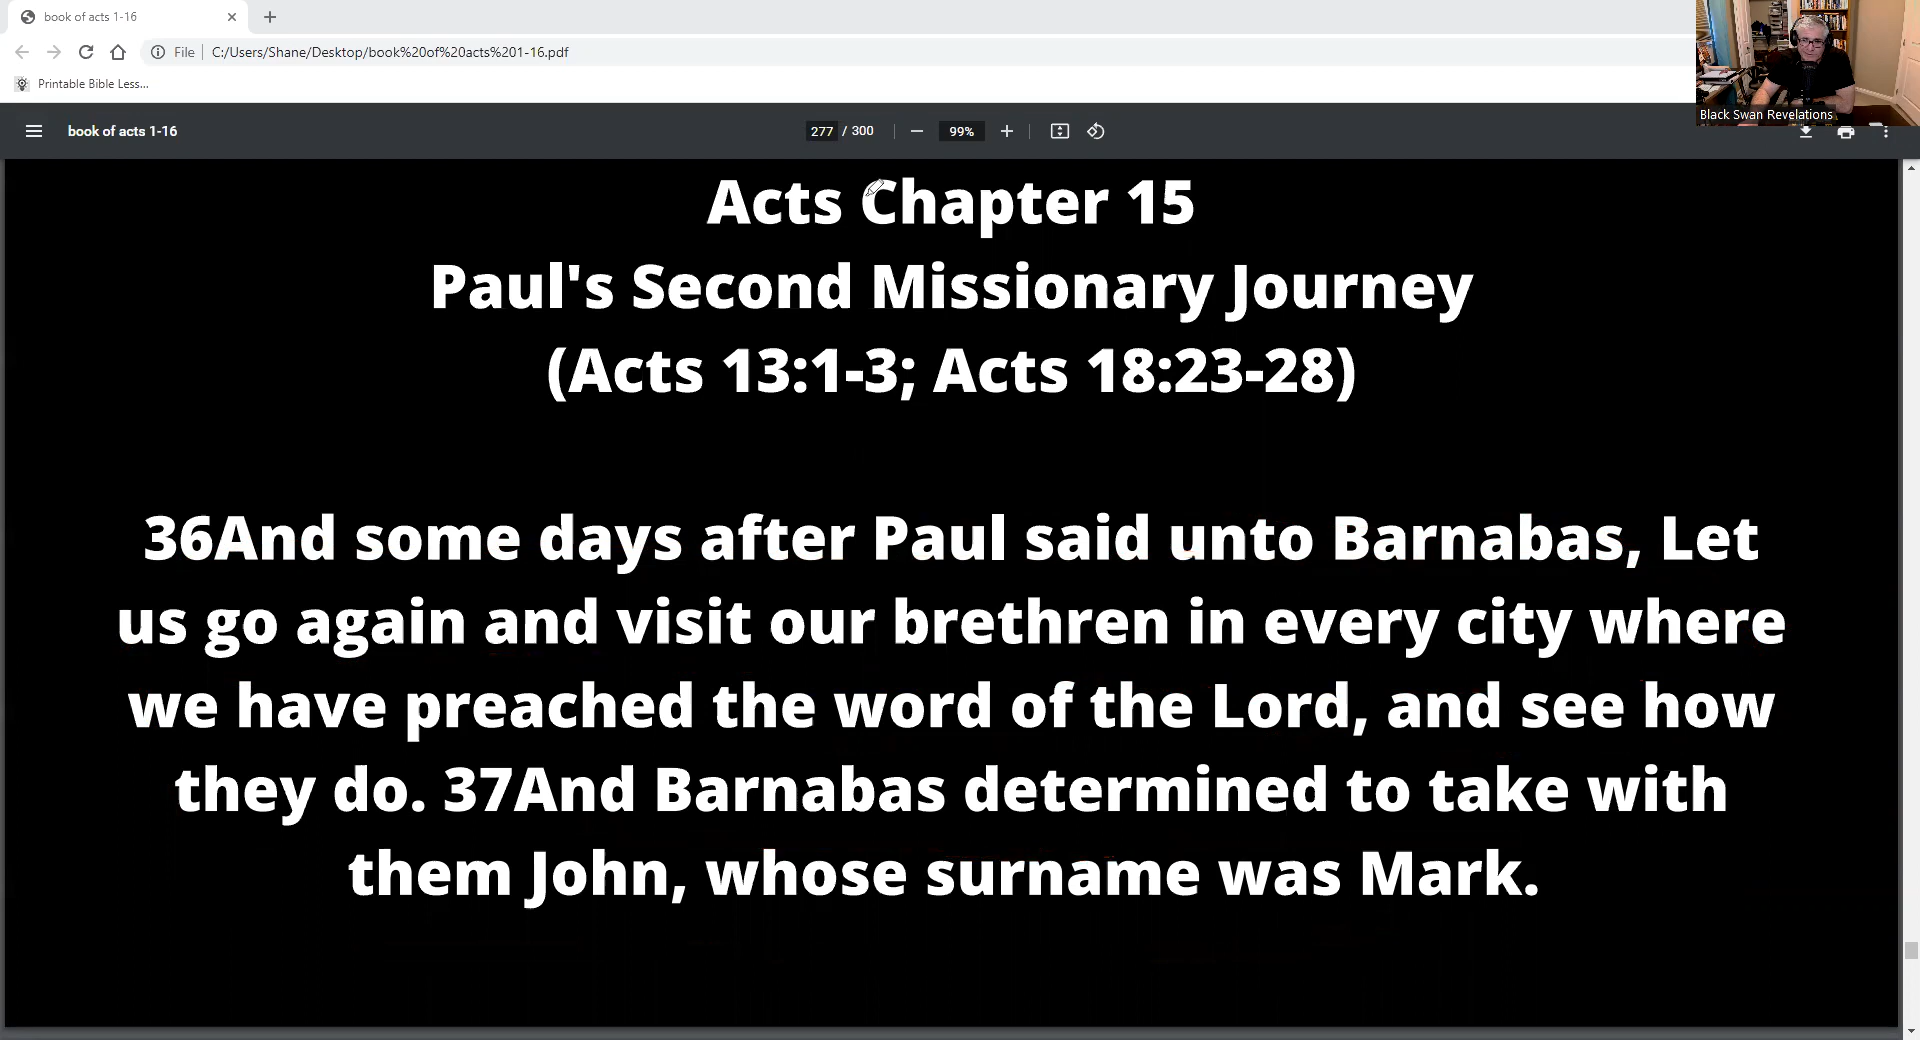 book of acts 1-16
File
C:/Users/Shane/Desktop/book%20of%20acts%201-16.pdf
Printable Bible Less...
book of acts 1-16
277 / 300
99%
Black Swan Revelations
Acts Chapter 15
Paul's Second Missionary Journey
(Acts 13:1-3; Acts 18:23-28)
36And some days after Paul said unto Barnabas, Let
us go again and visit our brethren in every city where
we have preached the word of the Lord, and see how
they do. 37And Barnabas determined to take with
them John, whose surname was Mark.